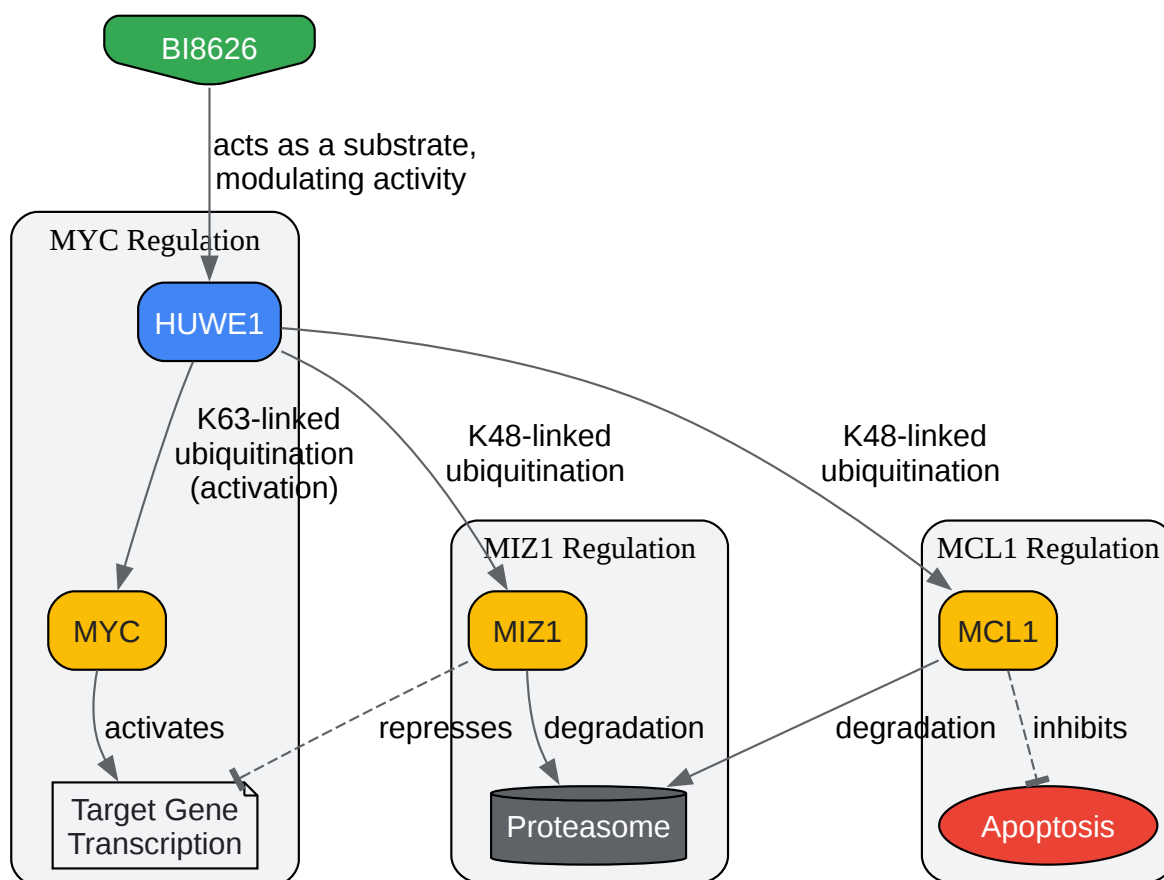 BI8626
acts as a substrate,
modulating activity
MYC Regulation
HUWE1
K63-linked
ubiquitination
(activation)
K48-linked
ubiquitination
K48-linked
ubiquitination
MIZ1 Regulation
MCL1 Regulation
MYC
MIZ1
MCL1
activates
represses
degradation
degradation
inhibits
Target Gene
Transcription
Proteasome
Apoptosis